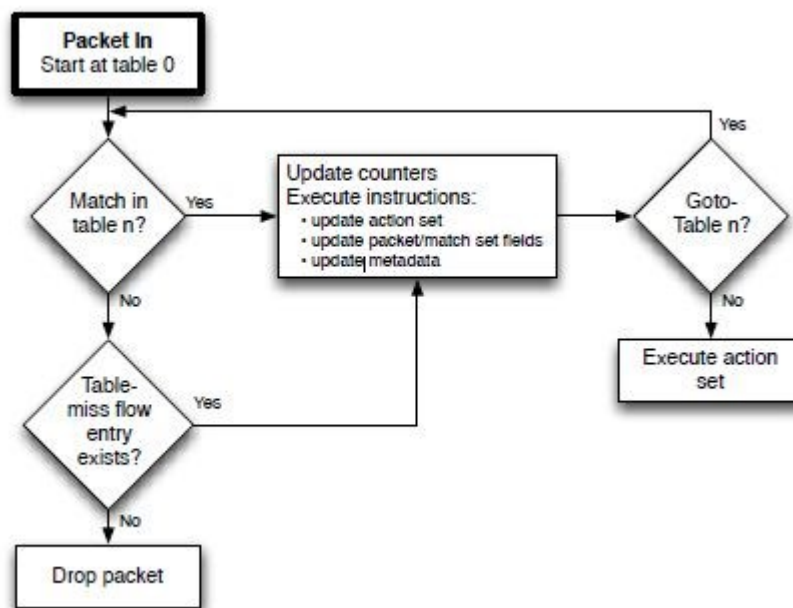 Packet In
Start at table 0
Yes
Match in
table n?
Yes
Update counters
Execute instructions:
• update action set
• update packet/match set fields
• update metadata
Goto-
Table n?
No
No
Execute action
set
Table-
miss flow
entry
exists?
Yes
No
Drop packet